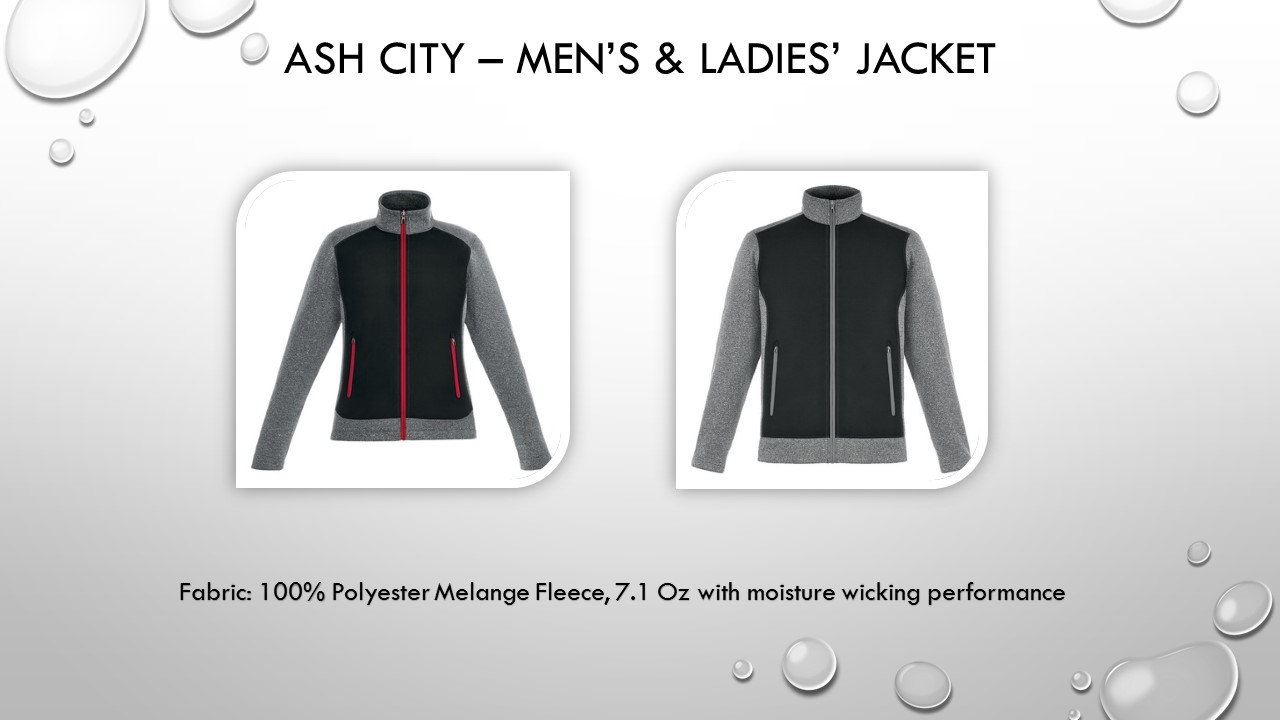 ASH CITY – MEN’S & LADIES’ JACKET
Fabric: 100% Polyester Melange Fleece, 7.1 Oz with moisture wicking performance